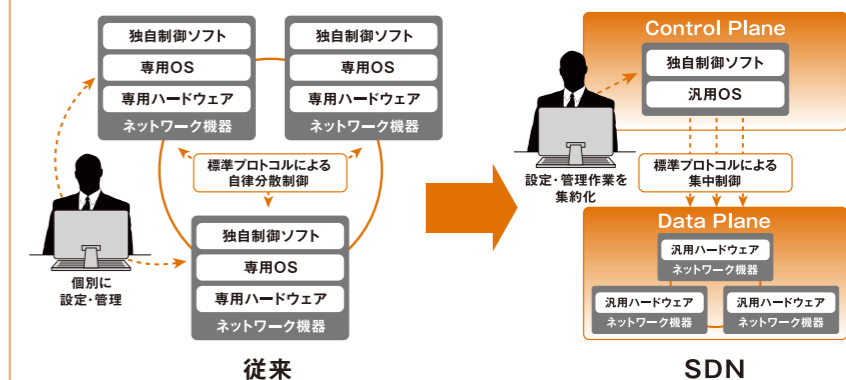 独自制御ソフト
専用OS
専用ハードウェア
ネットワーク機器
独自制御ソフト
専用OS
専用ハードウェア
ネットワーク機器
標準プロトコルによる
自律分散制御
独自制御ソフト
専用OS
専用ハードウェア
ネットワーク機器
個別に
設定・管理
従来
Control Plane
独自制御ソフト
汎用OS
設定・管理作業を
集約化
標準プロトコルによる
集中制御
Data Plane
汎用ハードウェア
ネットワーク機器
汎用ハードウェア
ネットワーク機器
汎用ハードウェア
ネットワーク機器
SDN